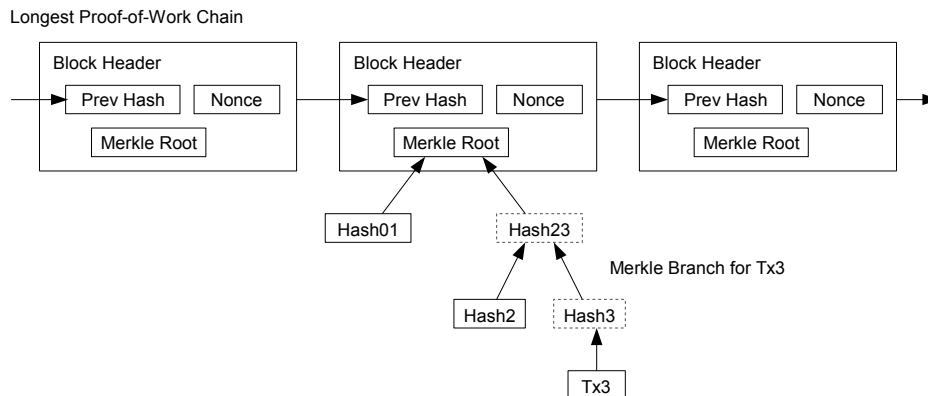 Longest Proof-of-Work Chain
Block Header
Prev Hash
Nonce
Merkle Root
Block Header
Prev Hash
Nonce
Merkle Root
Block Header
Prev Hash
Nonce
Merkle Root
Hash01
Hash23
Merkle Branch for Tx3
Hash2
Hash3
Tx3